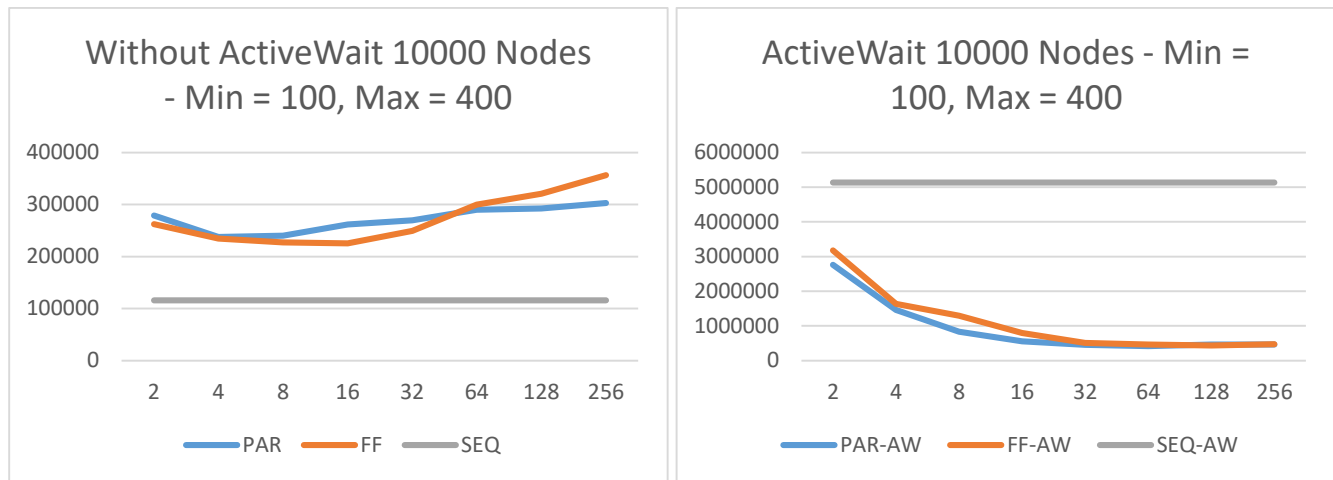 Without ActiveWait 10000 Nodes
- Min = 100, Max = 400
400000
300000
200000
100000
0
2 4 8 16 32 64 128 256
PAR FF SEQ
ActiveWait 10000 Nodes - Min =
100, Max = 400
6000000
5000000
4000000
3000000
2000000
1000000
0
2 4 8 16 32 64 128 256
PAR-AW FF-AW SEQ-AW